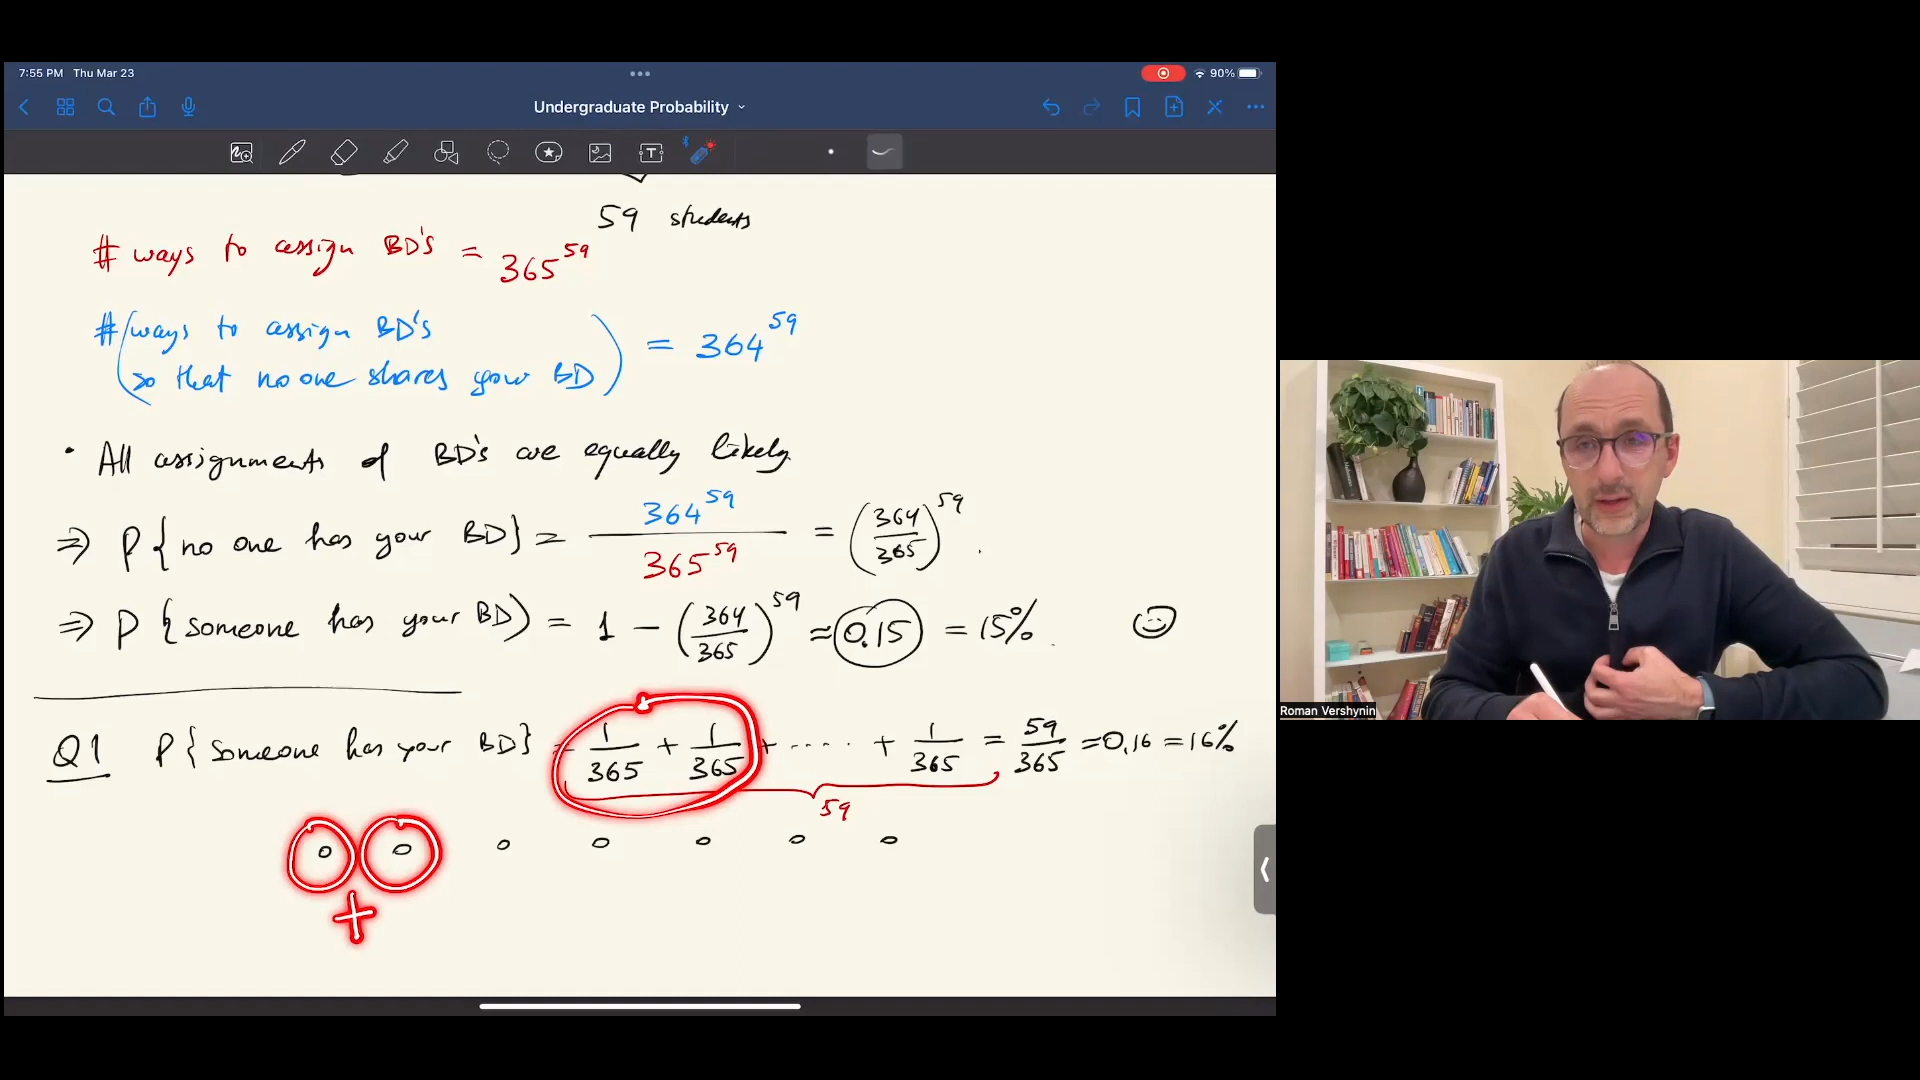 7:55 PM Thu Mar 23
90%
Undergraduate Probability
59 students
# ways to assign BD's = 365^59
#(ways to assign BD's
so that no one shares your BD) = 364^59
• All assignments of BD's are equally likely.
⇒ P{no one has your BD} = 364^59 / 365^59 = (364/365)^59.
⇒ P{someone has your BD) = 1 − (364/365)^59 ≈ 0.15 = 15%.
Q1 P{someone has your BD} = 1/365 + 1/365 + ..... + 1/365 = 59/365 = 0.16 = 16%
59
+
Roman Vershynin